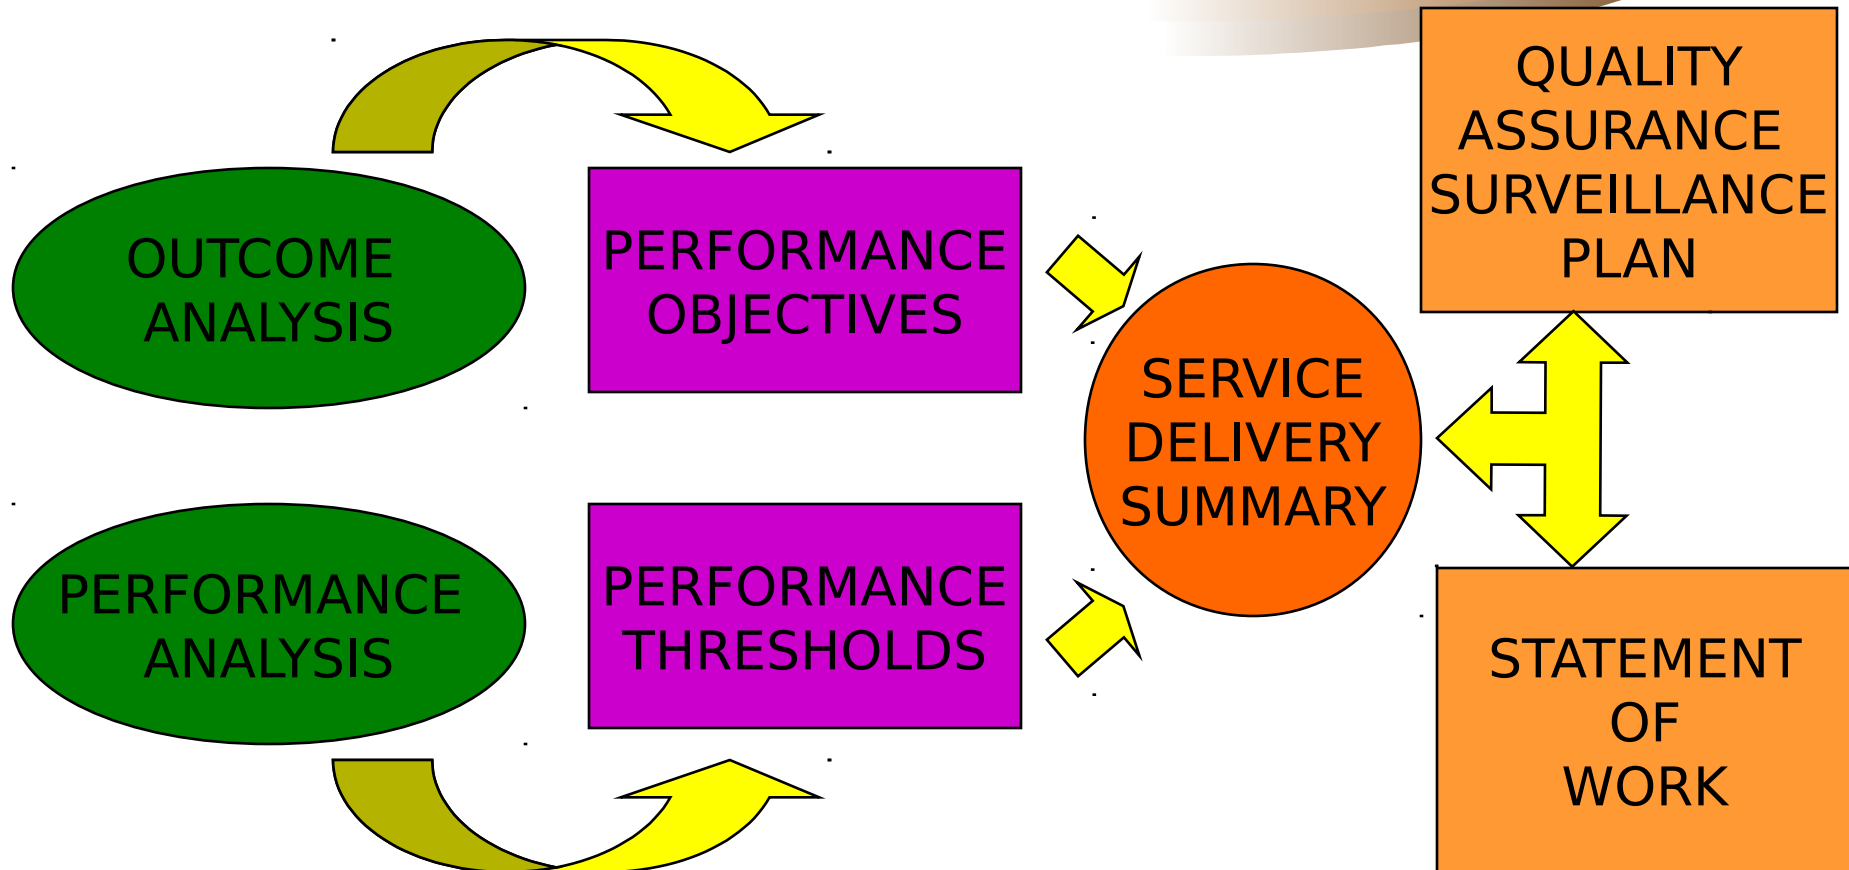 OUTCOME
ANALYSIS
PERFORMANCE
OBJECTIVES
QUALITY
ASSURANCE
SURVEILLANCE
PLAN
SERVICE
DELIVERY
SUMMARY
PERFORMANCE
ANALYSIS
PERFORMANCE
THRESHOLDS
STATEMENT
OF
WORK